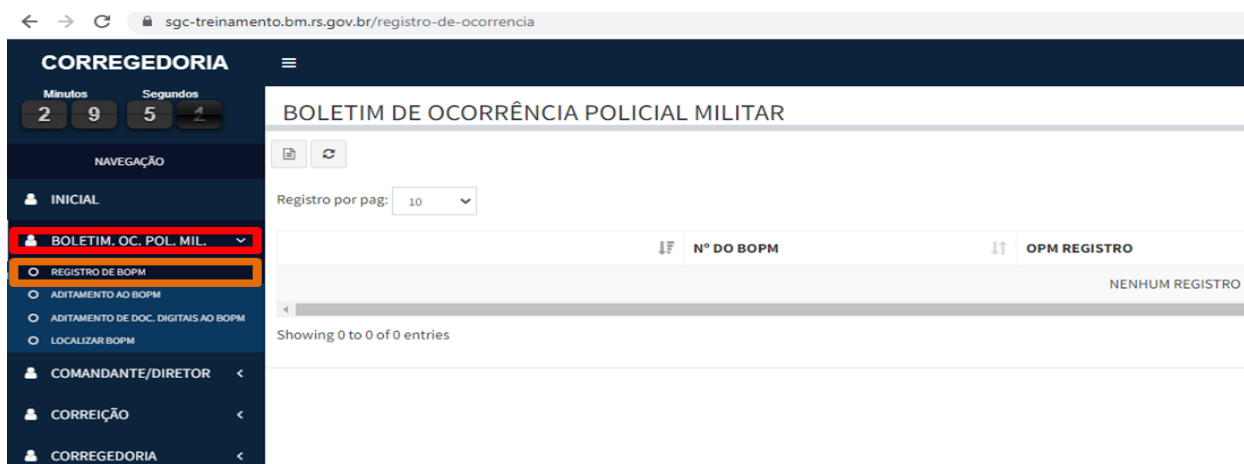 sgc-treinamento.bm.rs.gov.br/registro-de-ocorrencia
CORREGEDORIA
Minutos Segundos
2 9 5
NAVEGAÇÃO
INICIAL
BOLETIM. OC. POL. MIL.
REGISTRO DE BOPM
ADITAMENTO AO BOPM
ADITAMENTO DE DOC. DIGITAIS AO BOPM
LOCALIZAR BOPM
COMANDANTE/DIRETOR
CORREIÇÃO
CORREGEDORIA
BOLETIM DE OCORRÊNCIA POLICIAL MILITAR
Registro por pag: 10
Nº DO BOPM OPM REGISTRO
NENHUM REGISTRO
Showing 0 to 0 of 0 entries